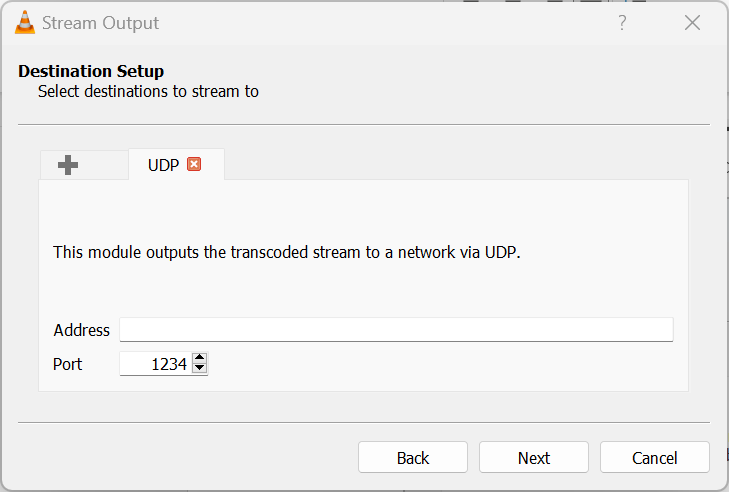 Stream Output
Destination Setup
Select destinations to stream to
UDP
This module outputs the transcoded stream to a network via UDP.
Address
Port 1234
Back Next Cancel